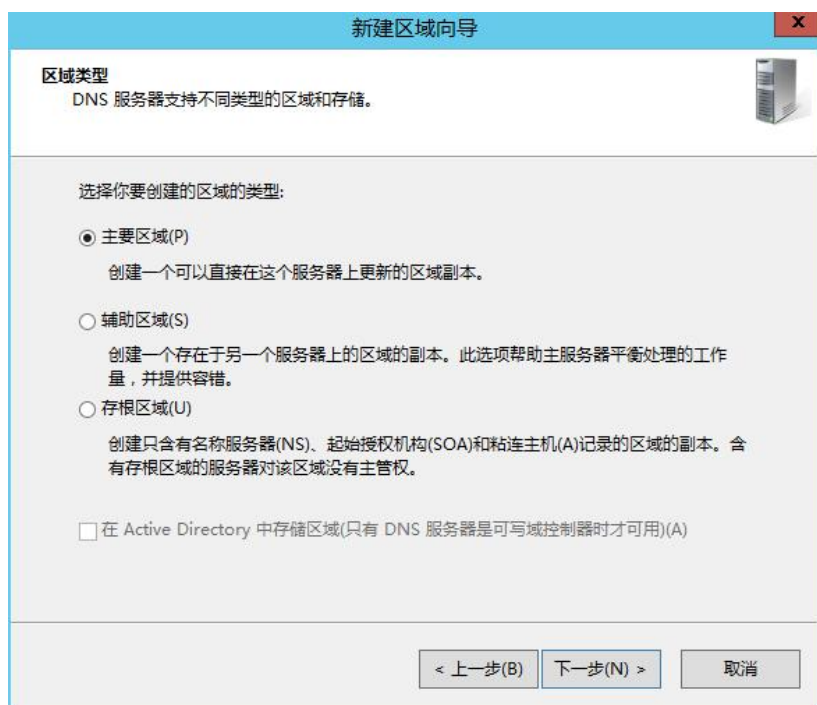 新建区域向导
x
区域类型
DNS 服务器支持不同类型的区域和存储。
选择你要创建的区域的类型:
主要区域(P)
创建一个可以直接在这个服务器上更新的区域副本。
辅助区域(S)
创建一个存在于另一个服务器上的区域的副本。此选项帮助主服务器平衡处理的工作
量，并提供容错。
存根区域(U)
创建只含有名称服务器(NS)、起始授权机构(SOA)和粘连主机(A)记录的区域的副本。含
有存根区域的服务器对该区域没有主管权。
在 Active Directory 中存储区域(只有 DNS 服务器是可写域控制器时才可用)(A)
< 上一步(B) 下一步(N) > 取消